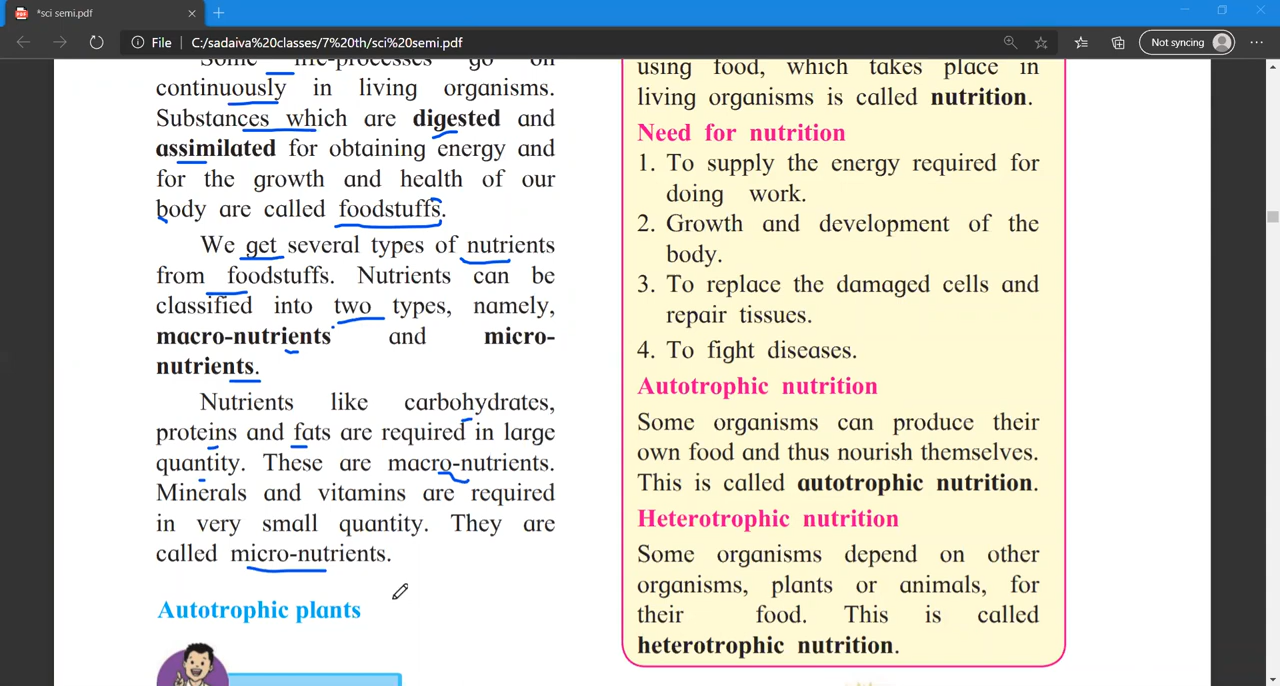 *sci semi.pdf
File | C:/sadaiva%20classes/7%20th/sci%20semi.pdf
Not syncing
Some life-processes go on
continuously in living organisms.
Substances which are digested and
assimilated for obtaining energy and
for the growth and health of our
body are called foodstuffs.
We get several types of nutrients
from foodstuffs. Nutrients can be
classified into two types, namely,
macro-nutrients and micro-
nutrients.
Nutrients like carbohydrates,
proteins and fats are required in large
quantity. These are macro-nutrients.
Minerals and vitamins are required
in very small quantity. They are
called micro-nutrients.
Autotrophic plants
using food, which takes place in
living organisms is called nutrition.
Need for nutrition
1. To supply the energy required for
doing work.
2. Growth and development of the
body.
3. To replace the damaged cells and
repair tissues.
4. To fight diseases.
Autotrophic nutrition
Some organisms can produce their
own food and thus nourish themselves.
This is called autotrophic nutrition.
Heterotrophic nutrition
Some organisms depend on other
organisms, plants or animals, for
their food. This is called
heterotrophic nutrition.